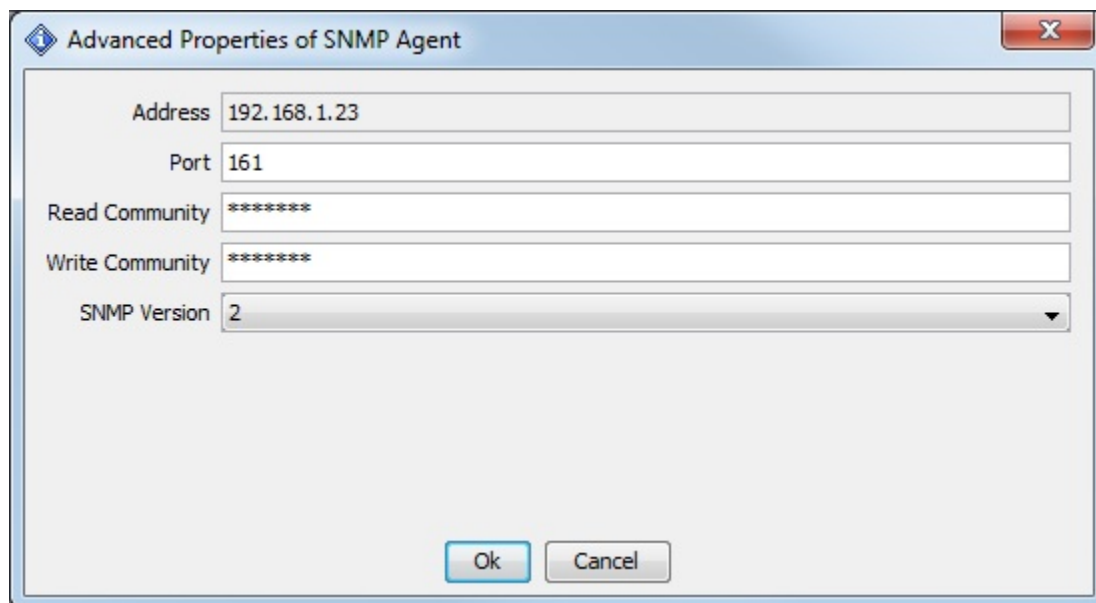 Advanced Properties of SNMP Agent
Address 192.168.1.23
Port 161
Read Community *******
Write Community *******
SNMP Version 2
Ok Cancel